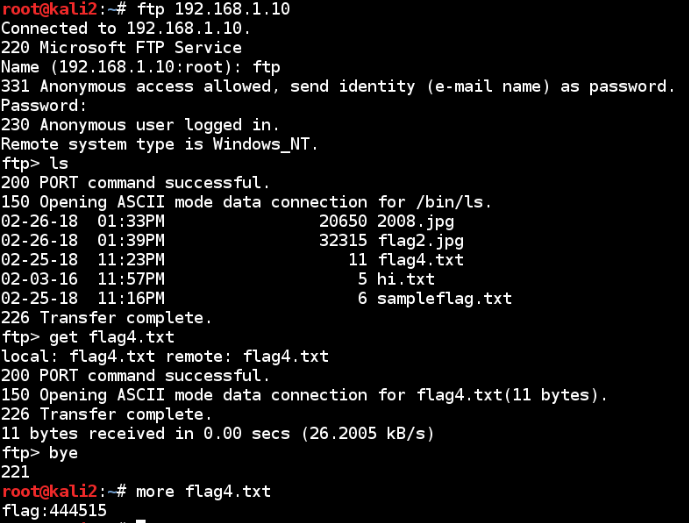 root@kali2:~# ftp 192.168.1.10
Connected to 192.168.1.10.
220 Microsoft FTP Service
Name (192.168.1.10:root): ftp
331 Anonymous access allowed, send identity (e-mail name) as password.
Password:
230 Anonymous user logged in.
Remote system type is Windows_NT.
ftp> ls
200 PORT command successful.
150 Opening ASCII mode data connection for /bin/ls.
02-26-18  01:33PM                20650 2008.jpg
02-26-18  01:39PM                32315 flag2.jpg
02-25-18  11:23PM                   11 flag4.txt
02-03-16  11:57PM                    5 hi.txt
02-25-18  11:16PM                    6 sampleflag.txt
226 Transfer complete.
ftp> get flag4.txt
local: flag4.txt remote: flag4.txt
200 PORT command successful.
150 Opening ASCII mode data connection for flag4.txt(11 bytes).
226 Transfer complete.
11 bytes received in 0.00 secs (26.2005 kB/s)
ftp> bye
221
root@kali2:~# more flag4.txt
flag:444515